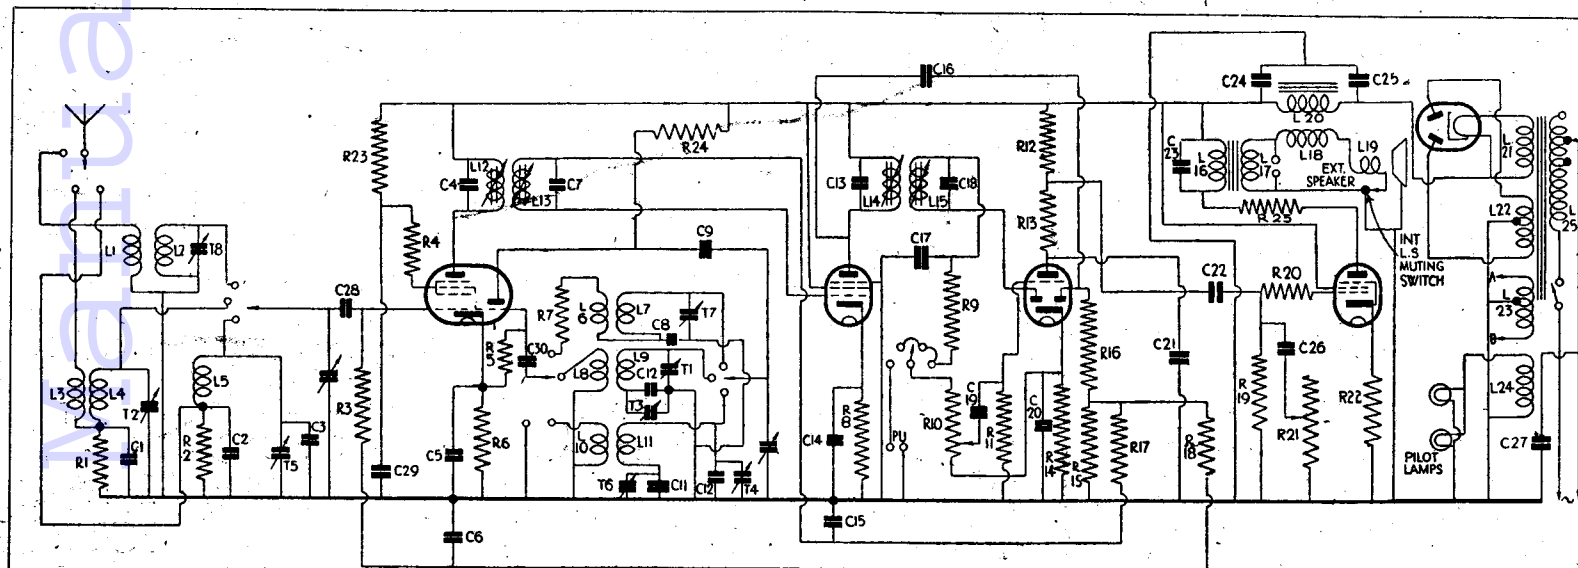 Manua
C16
C24
C25
L20
R12
C23
L16
L17
L18
L19
EXT. SPEAKER
L21
R23
R24
L12
C4
L13
C7
C13
L14
L15
C18
R25
L22
L25
R4
R13
L1
L2
T8
C9
C17
INT L.S MUTING SWITCH
C28
R7
L6
L7
T7
C8
R9
C22
R20
A
L23
B
R5
C30
L8
L9
C12
T1
T3
R16
C21
C26
L3
L4
T2
L5
R3
R19
R22
L24
R1
C1
R2
C2
T5
C3
C29
C5
R6
L10
L11
T6
C11
C12
T4
C14
R8
PU
R10
C19
R11
C20
R14
R15
R17
R18
R21
PILOT LAMPS
C27
C6
C15